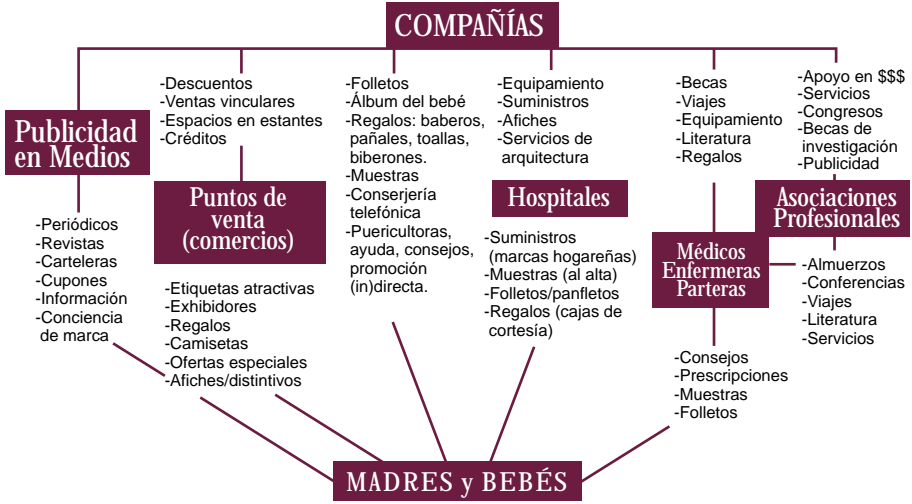 COMPAÑÍAS
Publicidad
en Medios
-Periódicos
-Revistas
-Carteleras
-Cupones
-Información
-Conciencia
de marca
-Descuentos
-Ventas vinculares
-Espacios en estantes
-Créditos
Puntos de
venta
(comercios)
-Etiquetas atractivas
-Exhibidores
-Regalos
-Camisetas
-Ofertas especiales
-Afiches/distintivos
-Folletos
-Álbum del bebé
-Regalos: baberos,
pañales, toallas,
biberones.
-Muestras
-Conserjería
telefónica
-Puericultoras,
ayuda, consejos,
promoción
(in)directa.
-Equipamiento
-Suministros
-Afiches
-Servicios de
arquitectura
Hospitales
-Suministros
(marcas hogareñas)
-Muestras (al alta)
-Folletos/panfletos
-Regalos (cajas de
cortesía)
-Becas
-Viajes
-Equipamiento
-Literatura
-Regalos
Médicos
Enfermeras
Parteras
-Consejos
-Prescripciones
-Muestras
-Folletos
-Apoyo en $$$
-Servicios
-Congresos
-Becas de
investigación
-Publicidad
Asociaciones
Profesionales
-Almuerzos
-Conferencias
-Viajes
-Literatura
-Servicios
MADRES y BEBÉS